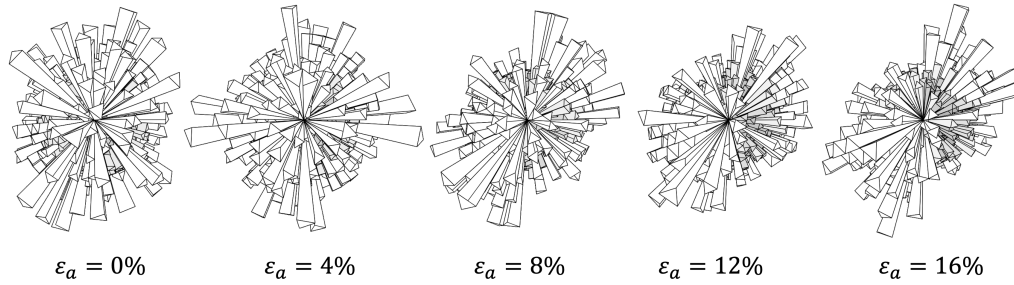 εₐ = 0% εₐ = 4% εₐ = 8% εₐ = 12% εₐ = 16%